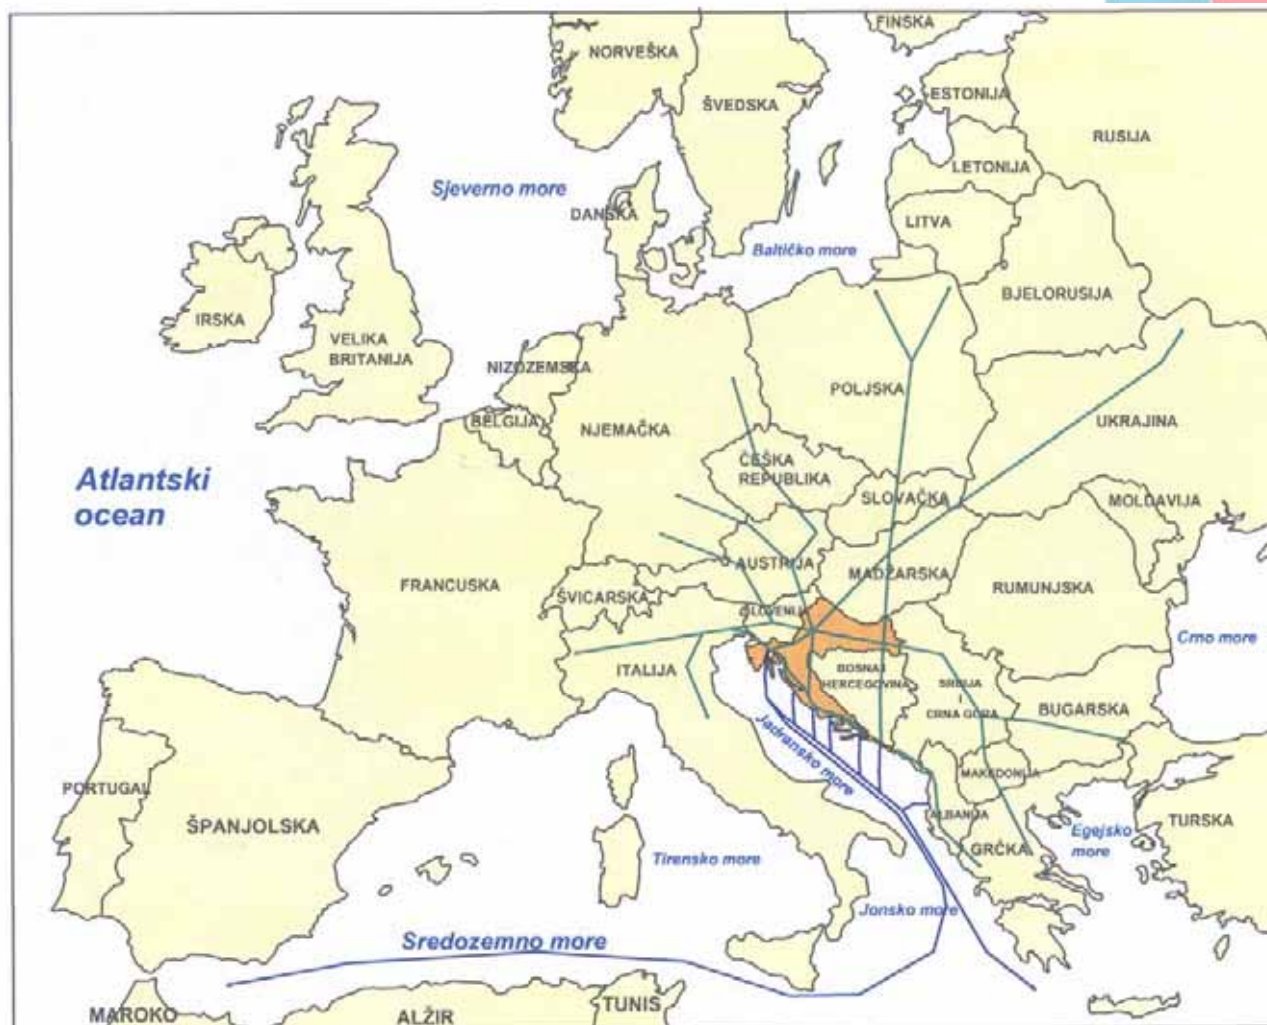 FINSKA
NORVEŠKA
ŠVEDSKA
ESTONIJA
RUSIJA
LETONIJA
Sjeverno more
DANSKA
LITVA
Baltičko more
BJELORUSIJA
IRSKA
VELIKA
BRITANIJA
NIZOZEMSKA
POLJSKA
BELGIJA
NJEMAČKA
UKRAJINA
ČEŠKA
REPUBLIKA
Atlantski
ocean
SLOVAČKA
MOLDAVIJA
FRANCUSKA
AUSTRIJA
MADŽARSKA
RUMUNJSKA
ŠVICARSKA
SLOVENIJ
Crno more
ITALIJA
BOSNA I
HERCEGOVINA
SRBIJA
I
CRNA GORA
BUGARSKA
Jadransko more
MAKEDONIJA
PORTUGAL
ŠPANJOLSKA
ALBANIJA
TURSKA
Egejsko
more
GRČKA
Tirensko more
Jonsko more
Sredozemno more
MAROKO
ALŽIR
TUNIS